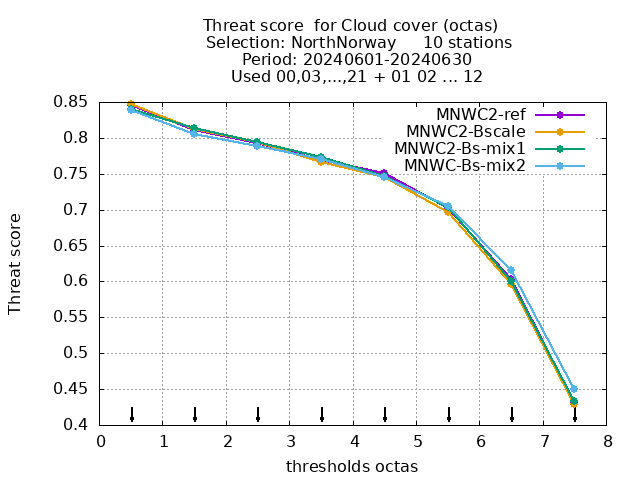 Threat score  for Cloud cover (octas)
Selection: NorthNorway     10 stations
Period: 20240601-20240630
Used 00,03,...,21 + 01 02 ... 12
MNWC2-ref
MNWC2-Bscale
MNWC2-Bs-mix1
MNWC-Bs-mix2
Threat score
0.85
0.8
0.75
0.7
0.65
0.6
0.55
0.5
0.45
0.4
0 1 2 3 4 5 6 7 8
thresholds octas